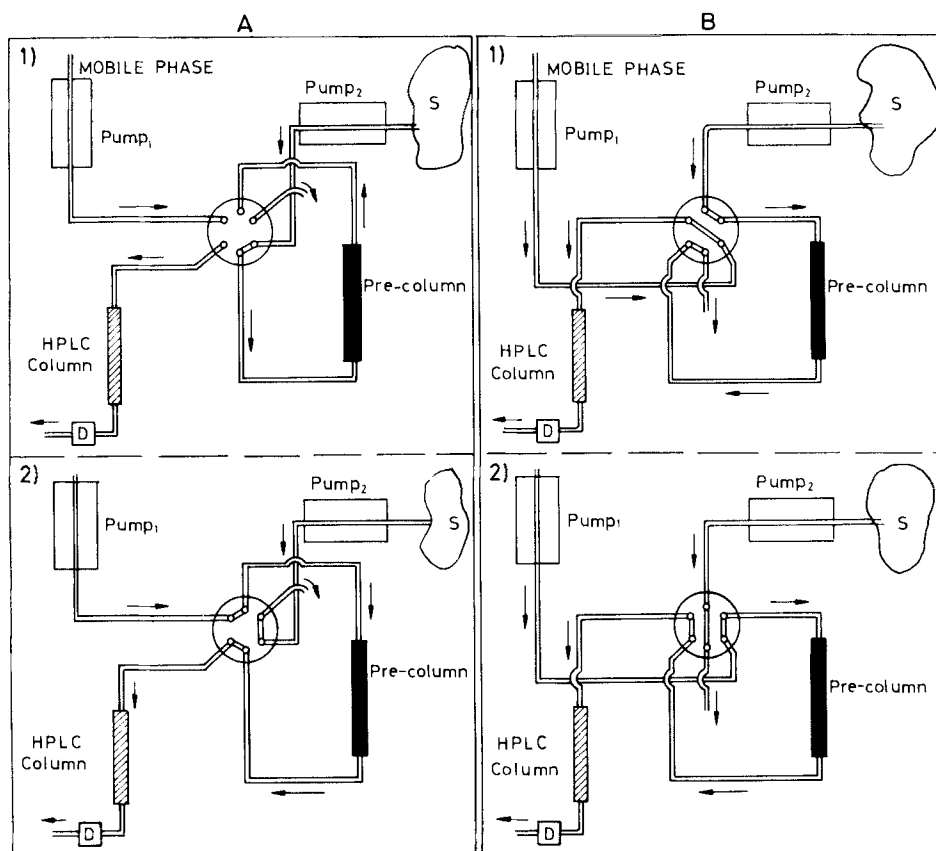 A
1)
MOBILE PHASE
Pump₁
Pump₂
S
Pre-column
HPLC
Column
D
2)
Pump₁
Pump₂
S
Pre-column
HPLC
Column
D
B
1)
MOBILE PHASE
Pump₁
Pump₂
S
Pre-column
HPLC
Column
D
2)
Pump₁
Pump₂
S
Pre-column
HPLC
Column
D